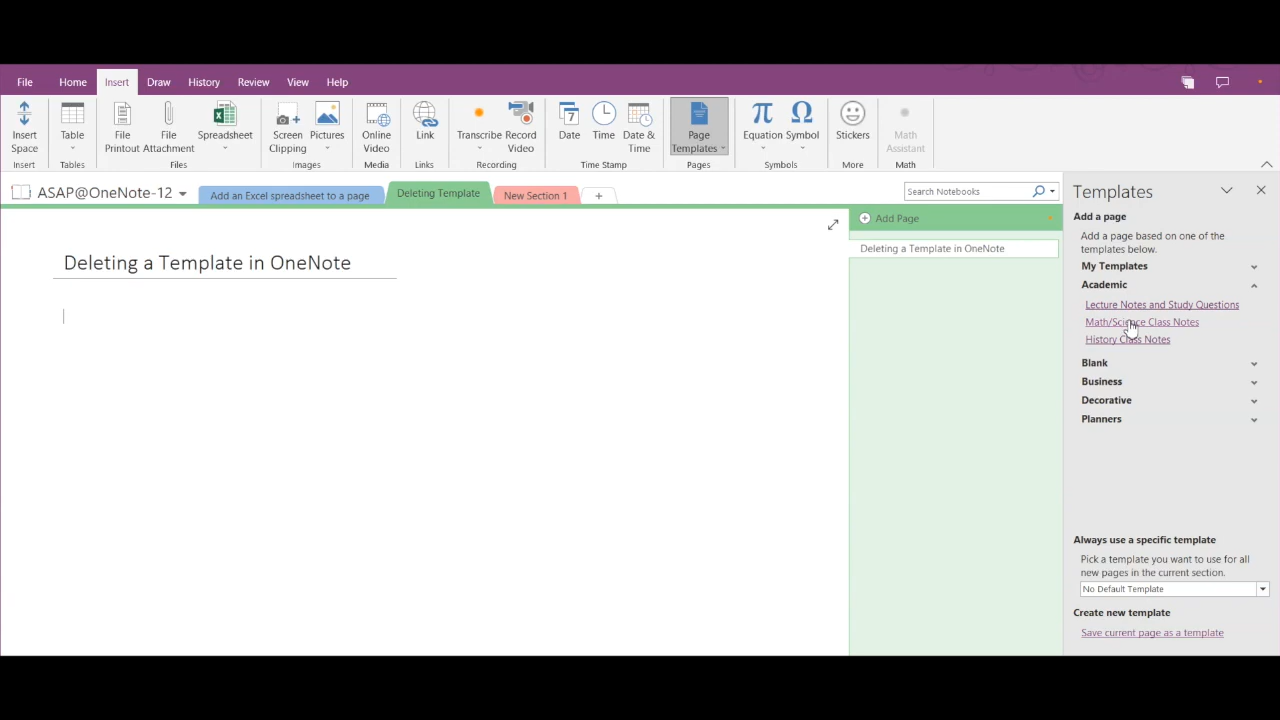 File Home Insert Draw History Review View Help
Insert Space Table File Printout File Attachment Spreadsheet Screen Clipping Pictures Online Video Link Transcribe Record Video 7 Date Time Date & Time Page Templates π Equation Ω Symbol Stickers Math Assistant
Insert Tables Files Images Media Links Recording Time Stamp Pages Symbols More Math
ASAP@OneNote-12 Add an Excel spreadsheet to a page Deleting Template New Section 1 + Search Notebooks
Deleting a Template in OneNote
Add Page
Deleting a Template in OneNote
Templates
Add a page
Add a page based on one of the
templates below.
My Templates
Academic
Lecture Notes and Study Questions
Math/Science Class Notes
History Class Notes
Blank
Business
Decorative
Planners
Always use a specific template
Pick a template you want to use for all
new pages in the current section.
No Default Template
Create new template
Save current page as a template